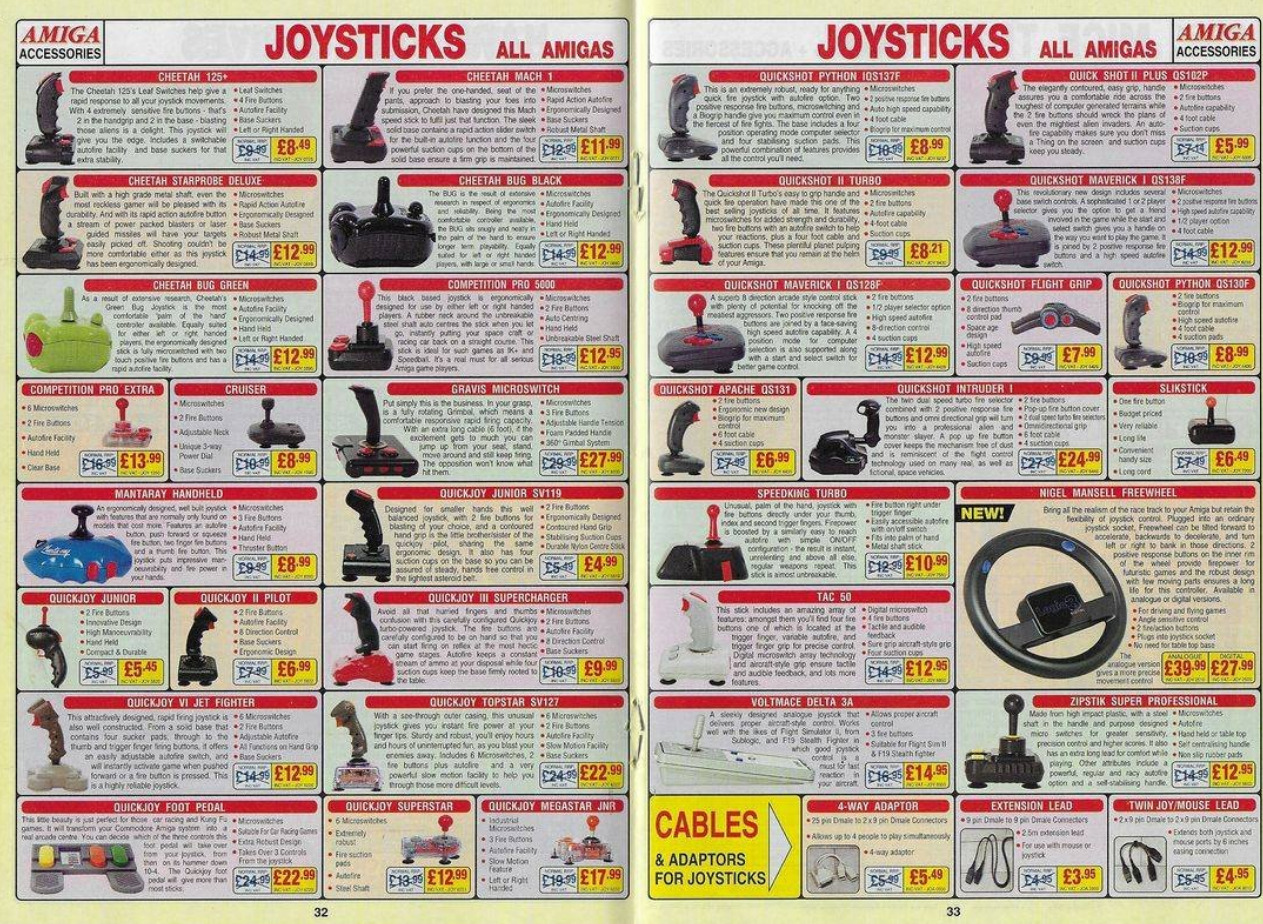 AMIGA
ACCESSORIES
JOYSTICKS
ALL AMIGAS
CHEETAH 125+
The Cheetah 125's Leaf Switches help give a
rapid response to all your joystick movements.
With 4 extremely sensitive fire buttons - that's
2 in the handgrip and 2 in the base - blasting
those aliens is a delight. This joystick will
give you the edge. Includes a switchable
autofire facility and base suckers for that
extra stability.
• Leaf Switches
• 4 Fire Buttons
• Autofire Facility
• Base Suckers
• Left or Right Handed
£9.99
£8.49
CHEETAH MACH 1
If you prefer the one-handed, seat of the
pants, approach to blasting your foes into
submission, Cheetah have designed this Mach
speed stick to fulfil just that function. The sleek
solid base contains a rapid action slider switch
for the built-in autofire function and the four
powerful suction cups on the bottom of the
solid base ensure a firm grip is maintained.
• Microswitches
• Rapid Action Autofire
• Ergonomically Designed
• Base Suckers
• Robust Metal Shaft
£12.99
£11.99
CHEETAH STARPROBE DELUXE
Built with a high grade metal shaft, even the
most reckless gamer will be pleased with its
durability. And with its rapid action autofire button
a stream of power packed blasters or laser
guided missiles will have your targets
easily picked off. Shooting couldn't be
more comfortable either as this joystick
has been ergonomically designed.
• Microswitches
• Rapid Action Autofire
• Ergonomically Designed
• Base Suckers
• Robust Metal Shaft
£14.99
£12.99
CHEETAH BUG BLACK
The BUG is the result of extensive
research in respect of ergonomics
and reliability. Being the most
comfortable controller available,
the BUG sits snugly and neatly in
the palm of the hand to ensure
longer term playability. Equally
suited for left or right handed
players, with large or small hands.
• Microswitches
• Autofire Facility
• Ergonomically Designed
• Hand Held
• Left or Right Handed
£14.99
£12.99
CHEETAH BUG GREEN
As a result of extensive research, Cheetah's
Green Bug Joystick is the most
comfortable 'palm of the hand'
controller available. Equally suited
for either left or right handed
players, the ergonomically designed
stick is fully microswitched with two
touch positive fire buttons and has a
rapid autofire facility.
• Microswitches
• Autofire Facility
• Ergonomically Designed
• Hand Held
• Left or Right Handed
£14.99
£12.99
COMPETITION PRO 5000
This black based joystick is ergonomically
designed for use by either left or right handed
players. A rubber neck around the unbreakable
steel shaft auto centres the stick when you let
go, instantly putting your space craft or
racing car back on a straight course. This
stick is ideal for such games as IK+ and
Speedball. It's a real must for all serious
Amiga game players.
• Microswitches
• 2 Fire Buttons
• Auto Centring
• Hand Held
• Unbreakable Steel Shaft
£13.99
£12.95
COMPETITION PRO EXTRA
• 6 Microswitches
• 2 Fire Buttons
• Autofire Facility
• Hand Held
• Clear Base
£16.99
£13.99
CRUISER
• Microswitches
• 2 Fire Buttons
• Adjustable Neck
• Unique 3-way
Power Dial
• Base Suckers
£10.99
£8.99
GRAVIS MICROSWITCH
Put simply this is the business. In your grasp,
is a fully rotating Grimbal, which means a
comfortable responsive rapid firing capacity.
With an extra long cable (6 foot), if the
excitement gets to much you can
jump up from your seat, stand,
move around and still keep firing.
The opposition won't know what
hit them.
• Microswitches
• 3 Fire Buttons
• Adjustable Handle Tension
• Foam Padded Handle
• 360º Gimbal System
£29.99
£27.99
MANTARAY HANDHELD
An ergonomically designed, well built joystick
with features that are normally only found on
models that cost more. Features an autofire
button, push forward or squeeze
fire button, two finger fire buttons
and a thumb fire button. This
joystick puts impressive man-
oeuvrability and fire power in
your hands.
• Microswitches
• 3 Fire Buttons
• Autofire Facility
• Hand Held
• Thruster Button
£9.99
£8.99
QUICKJOY JUNIOR SV119
Designed for smaller hands this well
balanced joystick, with 2 fire buttons for
blasting of your choice, and a contoured
hand grip is the little brother/sister of the
quickjoy pilot, sharing the same
ergonomic design. It also has four
suction cups on the base so you can be
assured of steady, hands free control in
the tightest asteroid belt.
• 2 Fire Buttons
• Ergonomically Designed
• Contoured Hand Grip
• Stabilising Suction Cups
• Durable Nylon Centre Stick
£5.49
£4.99
QUICKJOY JUNIOR
• 2 Fire Buttons
• Innovative Design
• High Manoeuvrability
• Hand Held
• Compact & Durable
£5.99
£5.45
QUICKJOY II PILOT
• 2 Fire Buttons
• Autofire Facility
• 8 Direction Control
• Base Suckers
• Ergonomic Design
£7.99
£6.99
QUICKJOY III SUPERCHARGER
Avoid all that hurried fingers and thumbs
confusion with this carefully configured Quickjoy
turbo-powered joystick. The fire buttons are
carefully configured to be on hand so that you
can start firing on reflex at the most hectic
game stages. Autofire keeps a constant
stream of ammo at your disposal while four
suction cups keep the base firmly rooted to
the table.
• Microswitches
• 2 Fire Buttons
• Autofire Facility
• 8 Direction Control
• Base Suckers
£10.99
£9.99
QUICKJOY VI JET FIGHTER
This attractively designed, rapid firing joystick is
also well constructed. From a solid base that
contains four sucker pads, through to the
thumb and trigger finger firing buttons, it offers
an easily adjustable autofire switch, and
will instantly activate game when pushed
forward or a fire button is pressed. This
is a highly reliable joystick.
• 6 Microswitches
• 2 Fire Buttons
• Adjustable Autofire
• All Functions on Hand Grip
• Base Suckers
£14.99
£12.99
QUICKJOY TOPSTAR SV127
With a see-through outer casing, this unusual
joystick gives you instant fire power at your
finger tips. Sturdy and robust, you'll enjoy hours
and hours of uninterrupted fun, as you blast your
enemies away. Includes 6 Microswitches, 2
fire buttons plus autofire and a very
powerful slow motion facility to help you
through those more difficult levels.
• 6 Microswitches
• 2 Fire Buttons
• Autofire Facility
• Slow Motion Facility
• Base Suckers
£24.99
£22.99
QUICKJOY FOOT PEDAL
This little beauty is just perfect for those car racing and Kung Fu
games. It will transform your Commodore Amiga system into a
real arcade centre. You can decide which of the three controls this
foot pedal will take over
from your joystick, from
then on its hammer down
10-4. The Quickjoy foot
pedal will give more than
most sticks.
• Microswitches
• Suitable For Car Racing Games
• Extra Robust Design
• Takes Over 3 Controls
From the joystick
£24.99
£22.99
QUICKJOY SUPERSTAR
• 6 Microswitches
• Extremely
robust
• Fire suction
pads
• Autofire
• Steel Shaft
£13.99
£12.99
QUICKJOY MEGASTAR JNR
• Industrial
Microswitches
• 3 Fire Buttons
• Autofire Facility
• Slow Motion
Feature
• Left or Right
Handed
£19.99
£17.99
32
JOYSTICKS
ALL AMIGAS
AMIGA
ACCESSORIES
QUICKSHOT PYTHON IQS137F
This is an extremely robust, ready for anything
quick fire joystick with autofire option. Two
positive response fire buttons, microswitching and
a Biogrip handle give you maximum control even in
the fiercest of fire fights. The base includes a four
position operating mode computer selector
and four stabilising suction pads. This
powerful combination of features provides
all the control you'll need.
• Microswitches
• 2 positive response fire buttons
• Auto high speed autofire
• 4 foot cable
• Biogrip for maximum control
£8.99
QUICK SHOT II PLUS QS102P
The elegantly contoured, easy grip, handle
assures you a comfortable ride across the
toughest of computer generated terrains while
the 2 fire buttons should wreck the plans of
even the mightiest alien invaders. An auto-
fire capability makes sure you don't miss
a Thing on the screen and suction cups
keep you steady.
• Microswitches
• 2 fire buttons
• Autofire capability
• 4 foot cable
• Suction cups
£7.14
£5.99
QUICKSHOT II TURBO
The Quickshot II Turbo's easy to grip handle and
quick fire operation have made this one of the
best selling joysticks of all time. It features
microswitches for added strength and durability,
two fire buttons with an autofire switch to help
your reactions, plus a four foot cable and
suction cups. These plentiful planet pulping
features ensure that you remain at the helm
of your Amiga.
• Microswitches
• 2 fire buttons
• Autofire capability
• 4 foot cable
• Suction cups
£8.21
QUICKSHOT MAVERICK I QS138F
This revolutionary new design includes several
base switch controls. A sophisticated 1 or 2 player
selector gives you the option to get a friend
involved in the game while the start and
select switch gives you a handle on
the way you want to play the game. It
is joined by 2 positive response fire
buttons and a high speed autofire
switch.
• Microswitches
• 2 positive response fire buttons
• High speed autofire capability
• 1/2 player option
• 4 foot cable
£14.99
£12.99
QUICKSHOT MAVERICK I QS128F
A superb 8 direction arcade style control stick
with plenty of potential for knocking off the
meatiest aggressors. Two positive response fire
buttons are joined by a face-saving
high speed autofire capability. A 4
position mode for computer
selection is also supported along
with a start and select switch for
better game control.
• 2 fire buttons
• 1/2 player selector option
• High speed autofire
• 8-direction control
• 4 suction cups
£14.99
£12.99
QUICKSHOT FLIGHT GRIP
• 2 fire buttons
• 8 direction thumb
control pad
• Space age
design
• High speed
autofire
£9.99
£7.99
QUICKSHOT PYTHON QS130F
• 2 fire buttons
• Biogrip for maximum
control
• High speed autofire
• 4 foot cable
• 4 suction pads
£10.99
£8.99
QUICKSHOT APACHE QS131
• 2 fire buttons
• Ergonomic new design
• Biogrip for maximum
control
• 6 foot cable
• 4 suction cups
£7.99
£6.99
QUICKSHOT INTRUDER I
The twin dual speed turbo fire selector
combined with 2 positive response fire
buttons and omni directional grip will turn
you into a professional alien and
monster slayer. A pop up fire button
cover keeps the mechanism free of dust
and is reminiscent of the flight control
technology used on many real, as well as
fictional, space vehicles.
• 2 fire buttons
• Pop-up fire button cover
• 2 dual speed turbo fire selectors
• Omnidirectional grip
• 6 foot cable
• 4 suction cups
£27.95
£24.99
SLIKSTICK
• One fire button
• Budget priced
• Very reliable
• Long life
• Convenient
handy size
• Long cord
£7.49
£6.49
SPEEDKING TURBO
Unusual, palm of the hand, joystick with
fire buttons directly under your thumb,
index and second trigger fingers. Firepower
is boosted by a similarly easy to reach
autofire with simple ON/OFF
configuration - the result is instant,
unrelenting and above all else,
regular weapons repeat. This
stick is almost unbreakable.
• Fire button right under
trigger finger
• Easily accessible autofire
with on/off switch
• Fits into palm of hand
• Metal shaft stick
£12.99
£10.99
NIGEL MANSELL FREEWHEEL
NEW!
Bring all the realism of the race track to your Amiga but retain the
flexibility of joystick control. Plugged into an ordinary
joystick socket, Freewheel can be tilted forward to
accelerate, backwards to decelerate, and turn
left or right to bank in those directions. 2
positive response buttons on the inner rim
of the wheel provide firepower for
futuristic games and the robust design
with few moving parts ensures a long
life for this controller. Available in
analogue or digital versions.
• For driving and flying games
• Angle sensitive control
• 2 fire/action buttons
• Plugs into joystick socket
• No need for table top base
The
analogue version
gives a more precise
movement control
ANALOGUE
£39.99
DIGITAL
£27.99
TAC 50
This stick includes an amazing array of
features: amongst them you'll find four fire
buttons one of which is located at the
trigger finger, variable autofire, and
trigger finger for precise control.
Digital microswitch array technology
and aircraft-style grip ensure tactile
and audible feedback, and lots more
features.
• Digital microswitch
• 4 fire buttons
• Tactile and audible
feedback
• Sure grip aircraft-style grip
• Four suction cups
£14.99
£12.95
VOLTMACE DELTA 3A
A sleekly designed analogue joystick that
delivers proper aircraft-style control. Works
well with the likes of Flight Simulator II, from
Sublogic, and F19 Stealth Fighter in
which good joystick
control is a
must for fast
reaction in
aircraft.
• Allows proper aircraft
control
• 3 fire buttons
• Suitable for Flight Sim II
& F19 Stealth fighter
£16.95
£14.95
ZIPSTIK SUPER PROFESSIONAL
Made from high impact plastic, with a steel
shaft in the handle and purpose designed
micro switches for greater sensitivity,
precision control and higher scores. It also
has an extra long lead for comfort while
playing. Other attributes include a
powerful, regular and racy autofire
option and a self-stabilising handle.
• Microswitches
• Autofire
• Hand held or table top
• Self centralising handle
• Non slip rubber pads
£14.99
£12.95
CABLES
& ADAPTORS
FOR JOYSTICKS
4-WAY ADAPTOR
• 25 pin Dmale to 2 x 9 pin Dmale Connectors
• Allows up to 4 people to play simultaneously
• 4-way adaptor
£5.99
£5.49
EXTENSION LEAD
• 9 pin Dmale to 9 pin Dmale Connectors
• 2.5m extension lead
• For use with mouse or
joystick
£4.95
£3.95
TWIN JOY/MOUSE LEAD
• 2 x 9 pin Dmale to 2 x 9 pin Dmale Connectors
• Extends both joystick and
mouse ports by 6 inches
easing connection
£5.95
£4.95
33